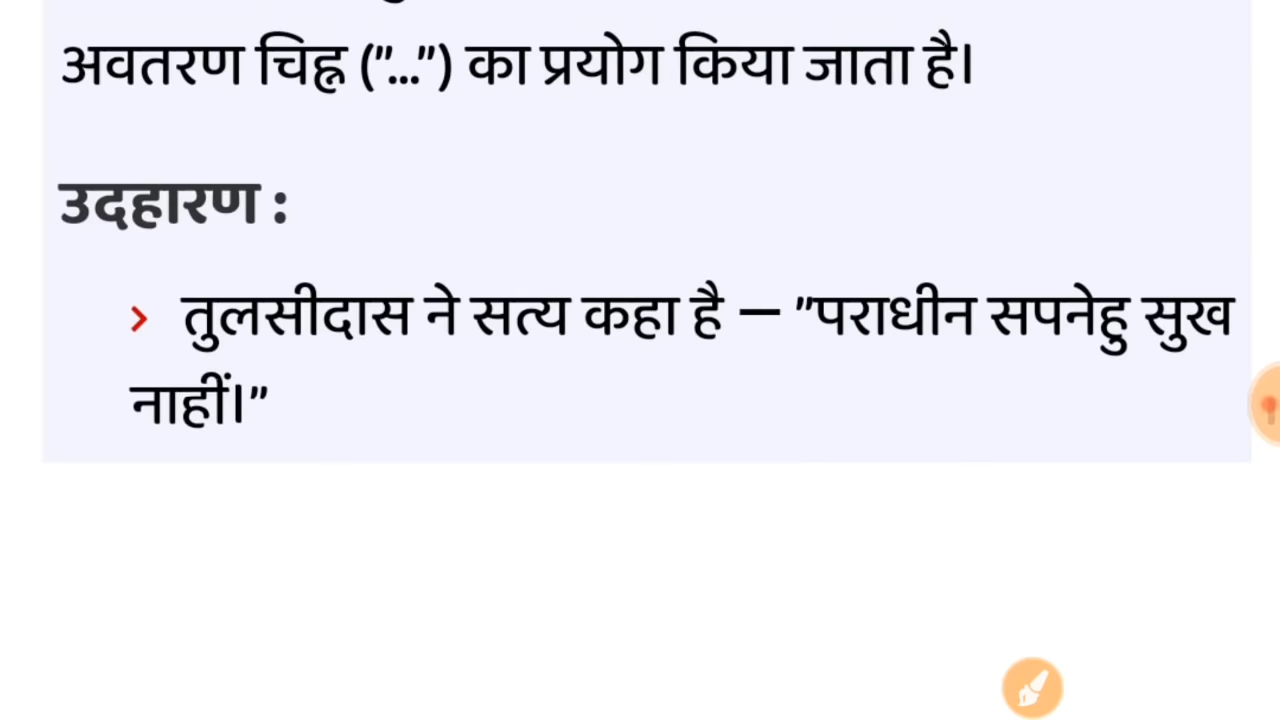 अवतरण चिह्न ("...") का प्रयोग किया जाता है।
उदहारण :
› तुलसीदास ने सत्य कहा है – "पराधीन सपनेहु सुख
नाहीं।"